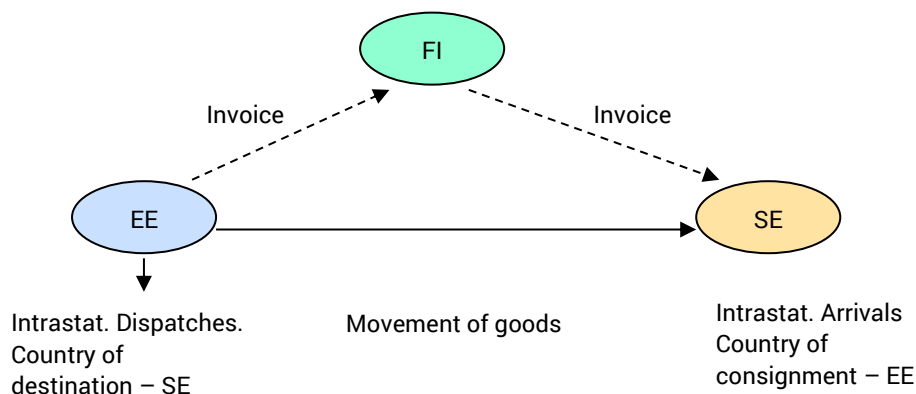 FI
Invoice
Invoice
EE
SE
Intrastat. Dispatches.
Country of
destination – SE
Movement of goods
Intrastat. Arrivals
Country of
consignment – EE